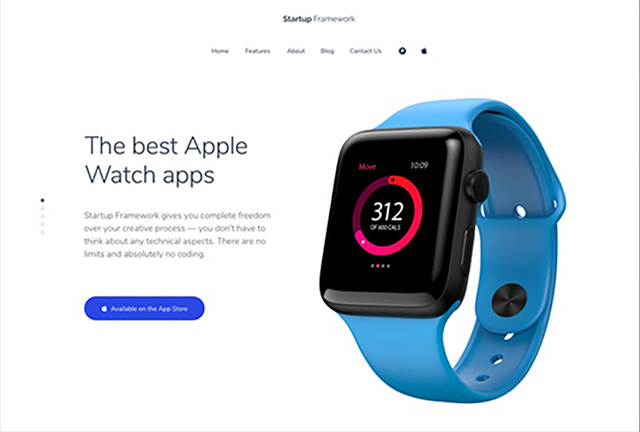 Startup Framework
Home Features About Blog Contact Us
The best Apple
Watch apps
Startup Framework gives you complete freedom
over your creative process — you don't have to
think about any technical aspects. There are no
limits and absolutely no coding.
Available on the App Store
Move 10:09
312
OF 600 CALS